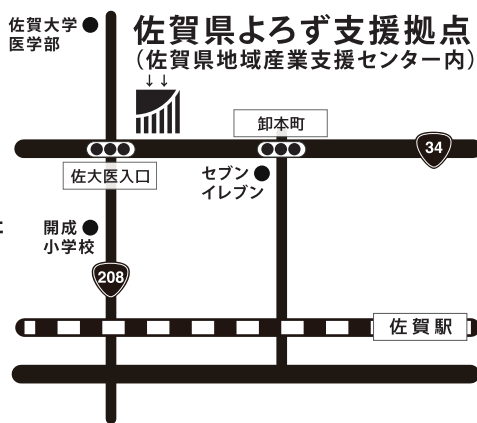 佐賀大学
医学部
佐賀県よろず支援拠点
(佐賀県地域産業支援センター内)
↓↓
卸本町
34
佐大医入口
セブン
イレブン
開成
小学校
208
佐賀駅